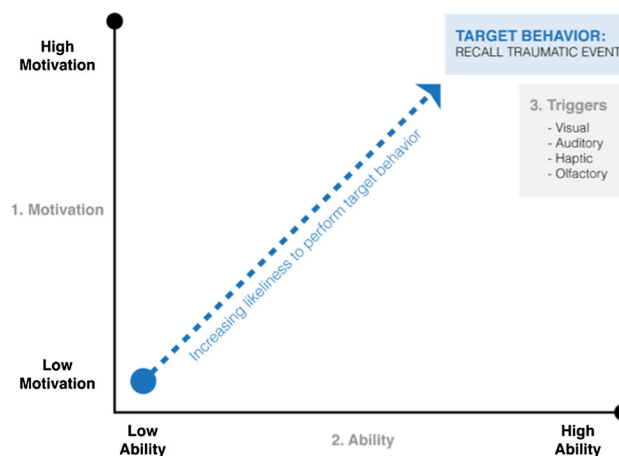 High
Motivation
TARGET BEHAVIOR:
RECALL TRAUMATIC EVENT
3. Triggers
- Visual
- Auditory
- Haptic
- Olfactory
1. Motivation
Increasing likeliness to perform target behavior
Low
Motivation
Low
Ability
2. Ability
High
Ability